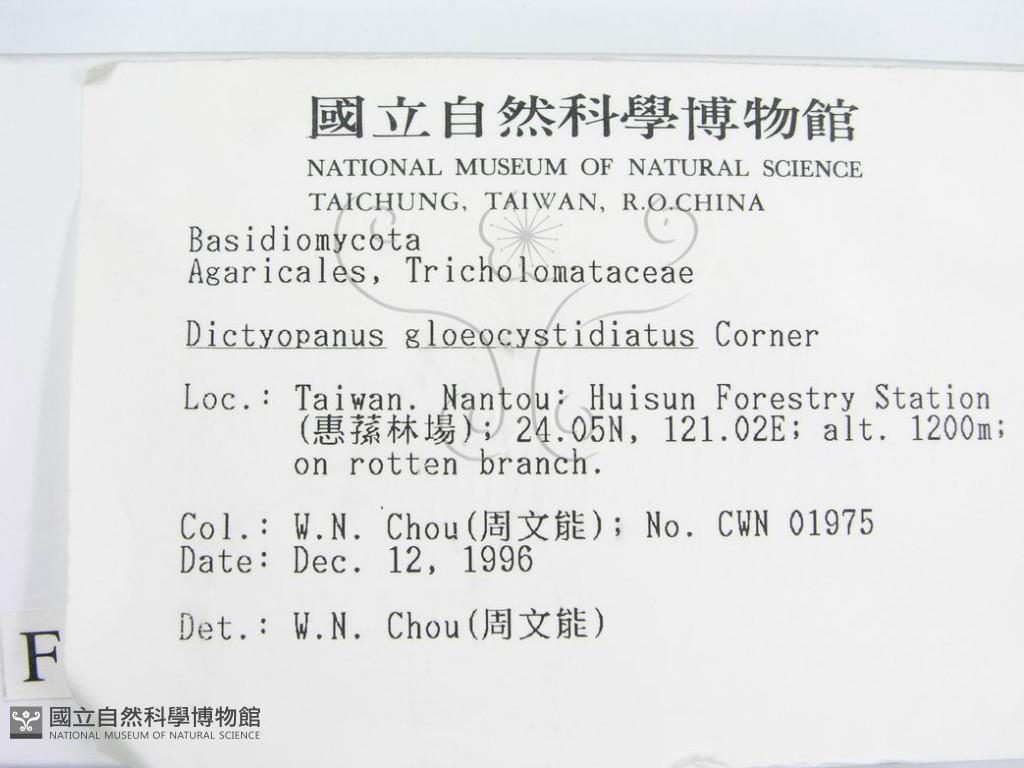 國立自然科學博物館
NATIONAL MUSEUM OF NATURAL SCIENCE
TAICHUNG, TAIWAN, R.O.CHINA
Basidiomycota
Agaricales, Tricholomataceae
Dictyopanus gloeocystidiatus Corner
Loc.: Taiwan. Nantou: Huisun Forestry Station
(惠蓀林場); 24.05N, 121.02E; alt. 1200m;
on rotten branch.
Col.: W.N. Chou(周文能); No. CWN 01975
Date: Dec. 12, 1996
Det.: W.N. Chou(周文能)
F
國立自然科學博物館
NATIONAL MUSEUM OF NATURAL SCIENCE